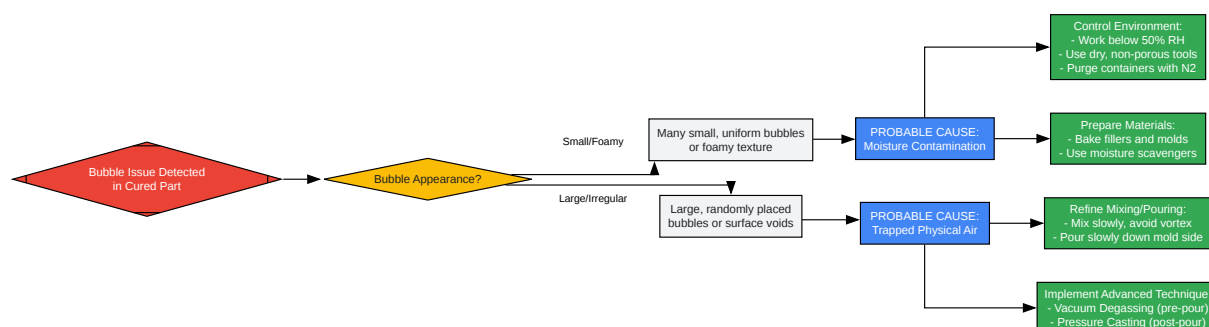 Bubble Issue Detected
in Cured Part
Bubble Appearance?
Small/Foamy
Large/Irregular
Many small, uniform bubbles
or foamy texture
Large, randomly placed
bubbles or surface voids
PROBABLE CAUSE:
Moisture Contamination
PROBABLE CAUSE:
Trapped Physical Air
Control Environment:
- Work below 50% RH
- Use dry, non-porous tools
- Purge containers with N2
Prepare Materials:
- Bake fillers and molds
- Use moisture scavengers
Refine Mixing/Pouring:
- Mix slowly, avoid vortex
- Pour slowly down mold side
Implement Advanced Technique
- Vacuum Degassing (pre-pour)
- Pressure Casting (post-pour)